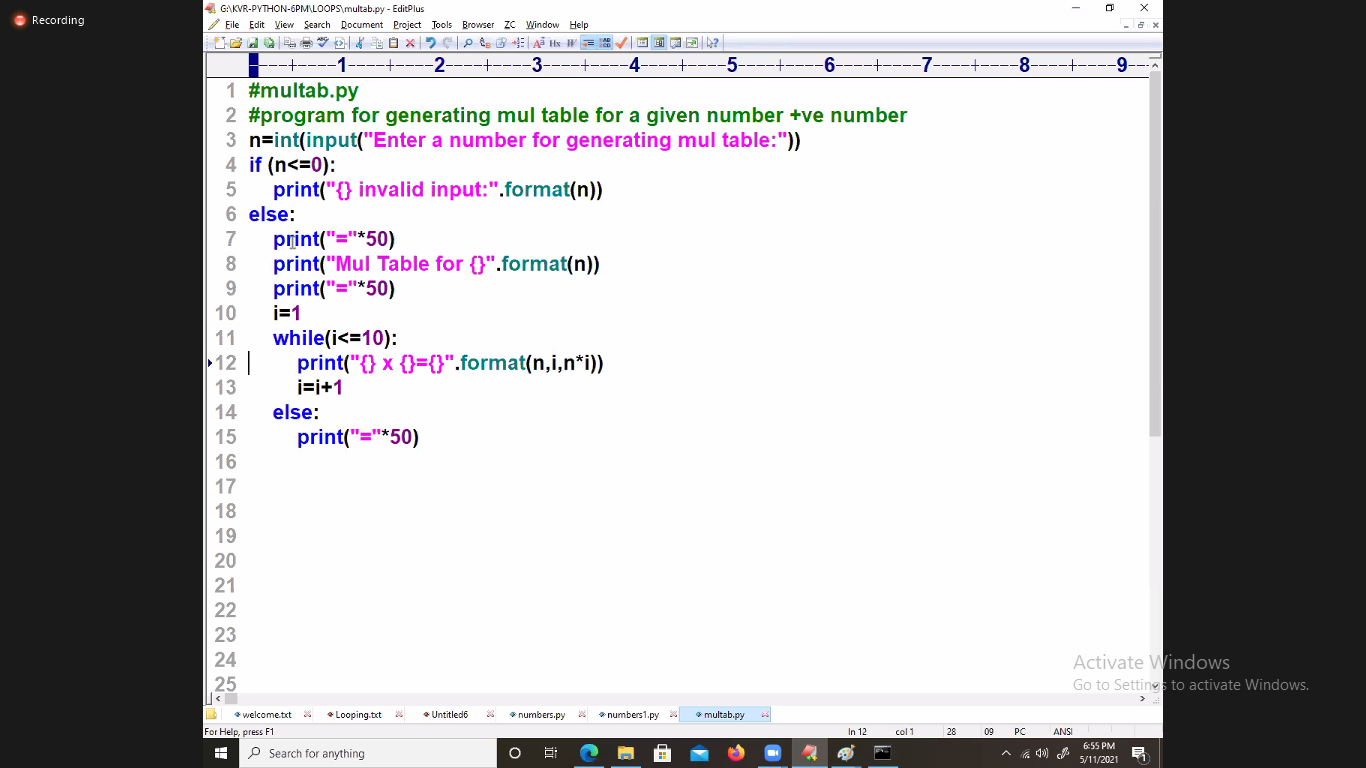 Recording
G:\KVR-PYTHON-6PM\LOOPS\multab.py - EditPlus
File Edit View Search Document Project Tools Browser ZC Window Help
----+----1----+----2----+----3----+----4----+----5----+----6----+----7----+----8----+----9--
1 #multab.py
2 #program for generating mul table for a given number +ve number
3 n=int(input("Enter a number for generating mul table:"))
4 if (n<=0):
5 print("{} invalid input:".format(n))
6 else:
7 print("="*50)
8 print("Mul Table for {}".format(n))
9 print("="*50)
10 i=1
11 while(i<=10):
12 print("{} x {}={}".format(n,i,n*i))
13 i=i+1
14 else:
15 print("="*50)
16
17
18
19
20
21
22
23
24
25
Activate Windows
Go to Settings to activate Windows.
welcome.txt Looping.txt Untitled6 numbers.py numbers1.py multab.py
For Help, press F1 ln 12 col 1 28 09 PC ANSI
Search for anything
6:55 PM
5/11/2021
1